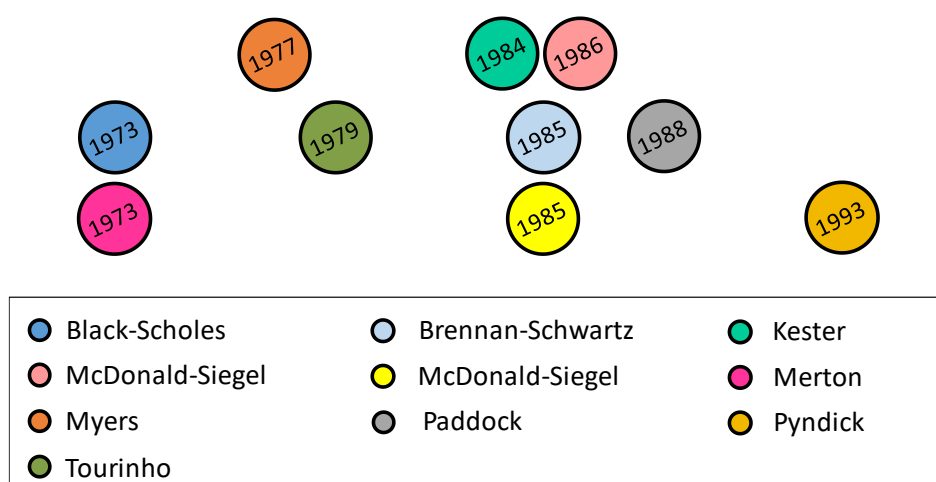 1977
1984
1986
1973
1979
1985
1988
1973
1985
1993
Black-Scholes
Brennan-Schwartz
Kester
McDonald-Siegel
McDonald-Siegel
Merton
Myers
Paddock
Pyndick
Tourinho